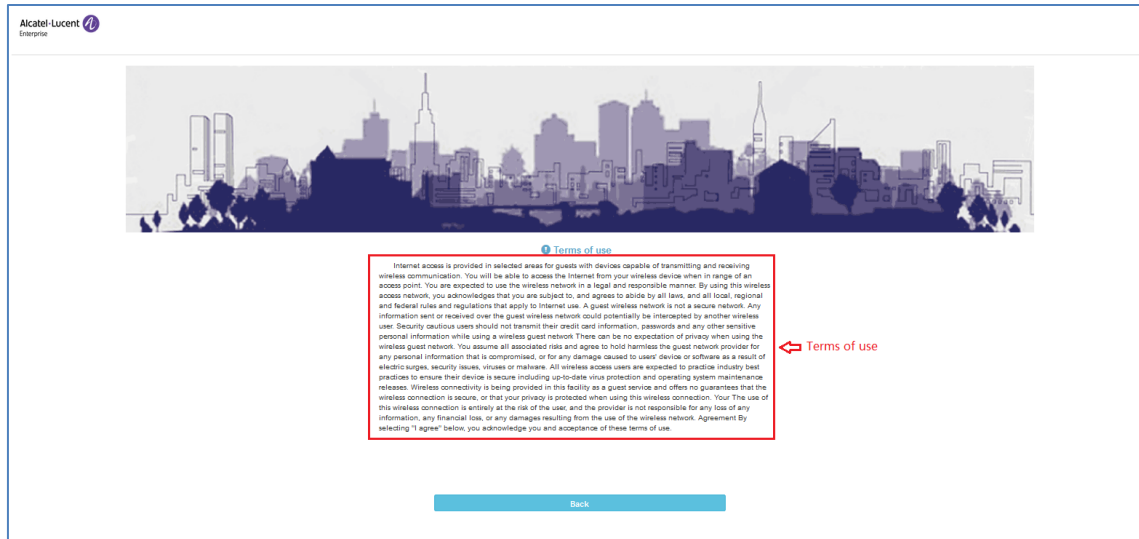 Alcatel·Lucent
Enterprise
Terms of use
Internet access is provided in selected areas for guests with devices capable of transmitting and receiving
wireless communication. You will be able to access the Internet from your wireless device when in range of an
access point. You are expected to use the wireless network in a legal and responsible manner. By using this wireless
access network, you adknowledges that you are subject to, and agrees to abide by all laws, and all local, regional
and federal rules and regulations that apply to Internet use. A guest wireless network is not a secure network. Any
information sent or received over the guest wireless network could potentially be intercepted by another wireless
user. Security cautious users should not transmit their credit card information, passwords and any other sensitive
personal information while using a wireless guest network There can be no expectation of privacy when using the
wireless guest network. You assume all associated risks and agree to hold harmless the guest network provider for
any personal information that is compromised, or for any damage caused to users' device or software as a result of
electric surges, security issues, viruses or malware. All wireless access users are expected to practice industry best
practices to ensure their device is secure including up-to-date virus protection and operating system maintenance
releases. Wireless connectivity is being provided in this facility as a guest service and offers no guarantees that the
wireless connection is secure, or that your privacy is protected when using this wireless connection. Your The use of
this wireless connection is entirely at the risk of the user, and the provider is not responsible for any loss of any
information, any financial loss, or any damages resulting from the use of the wireless network. Agreement By
selecting "I agree" below, you adknowledge you and acceptance of these terms of use.
Terms of use
Back